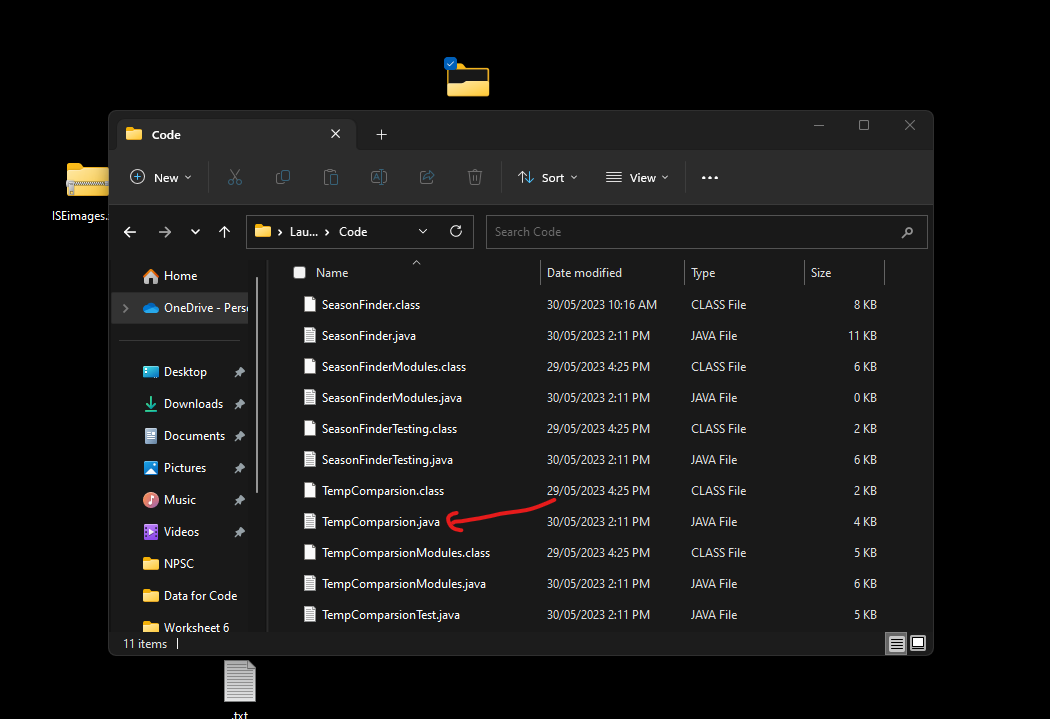 Code
New
Sort
View
Lau...
Code
Search Code
Name
Date modified
Type
Size
ISEimages.
Home
OneDrive - Pers
Desktop
Downloads
Documents
Pictures
Music
Videos
NPSC
Data for Code
Worksheet 6
SeasonFinder.class 30/05/2023 10:16 AM CLASS File 8 KB
SeasonFinder.java 30/05/2023 2:11 PM JAVA File 11 KB
SeasonFinderModules.class 29/05/2023 4:25 PM CLASS File 6 KB
SeasonFinderModules.java 30/05/2023 2:11 PM JAVA File 0 KB
SeasonFinderTesting.class 29/05/2023 4:25 PM CLASS File 2 KB
SeasonFinderTesting.java 30/05/2023 2:11 PM JAVA File 6 KB
TempComparsion.class 29/05/2023 4:25 PM CLASS File 2 KB
TempComparsion.java 30/05/2023 2:11 PM JAVA File 4 KB
TempComparsionModules.class 29/05/2023 4:25 PM CLASS File 5 KB
TempComparsionModules.java 30/05/2023 2:11 PM JAVA File 6 KB
TempComparsionTest.java 30/05/2023 2:11 PM JAVA File 5 KB
11 items
.txt